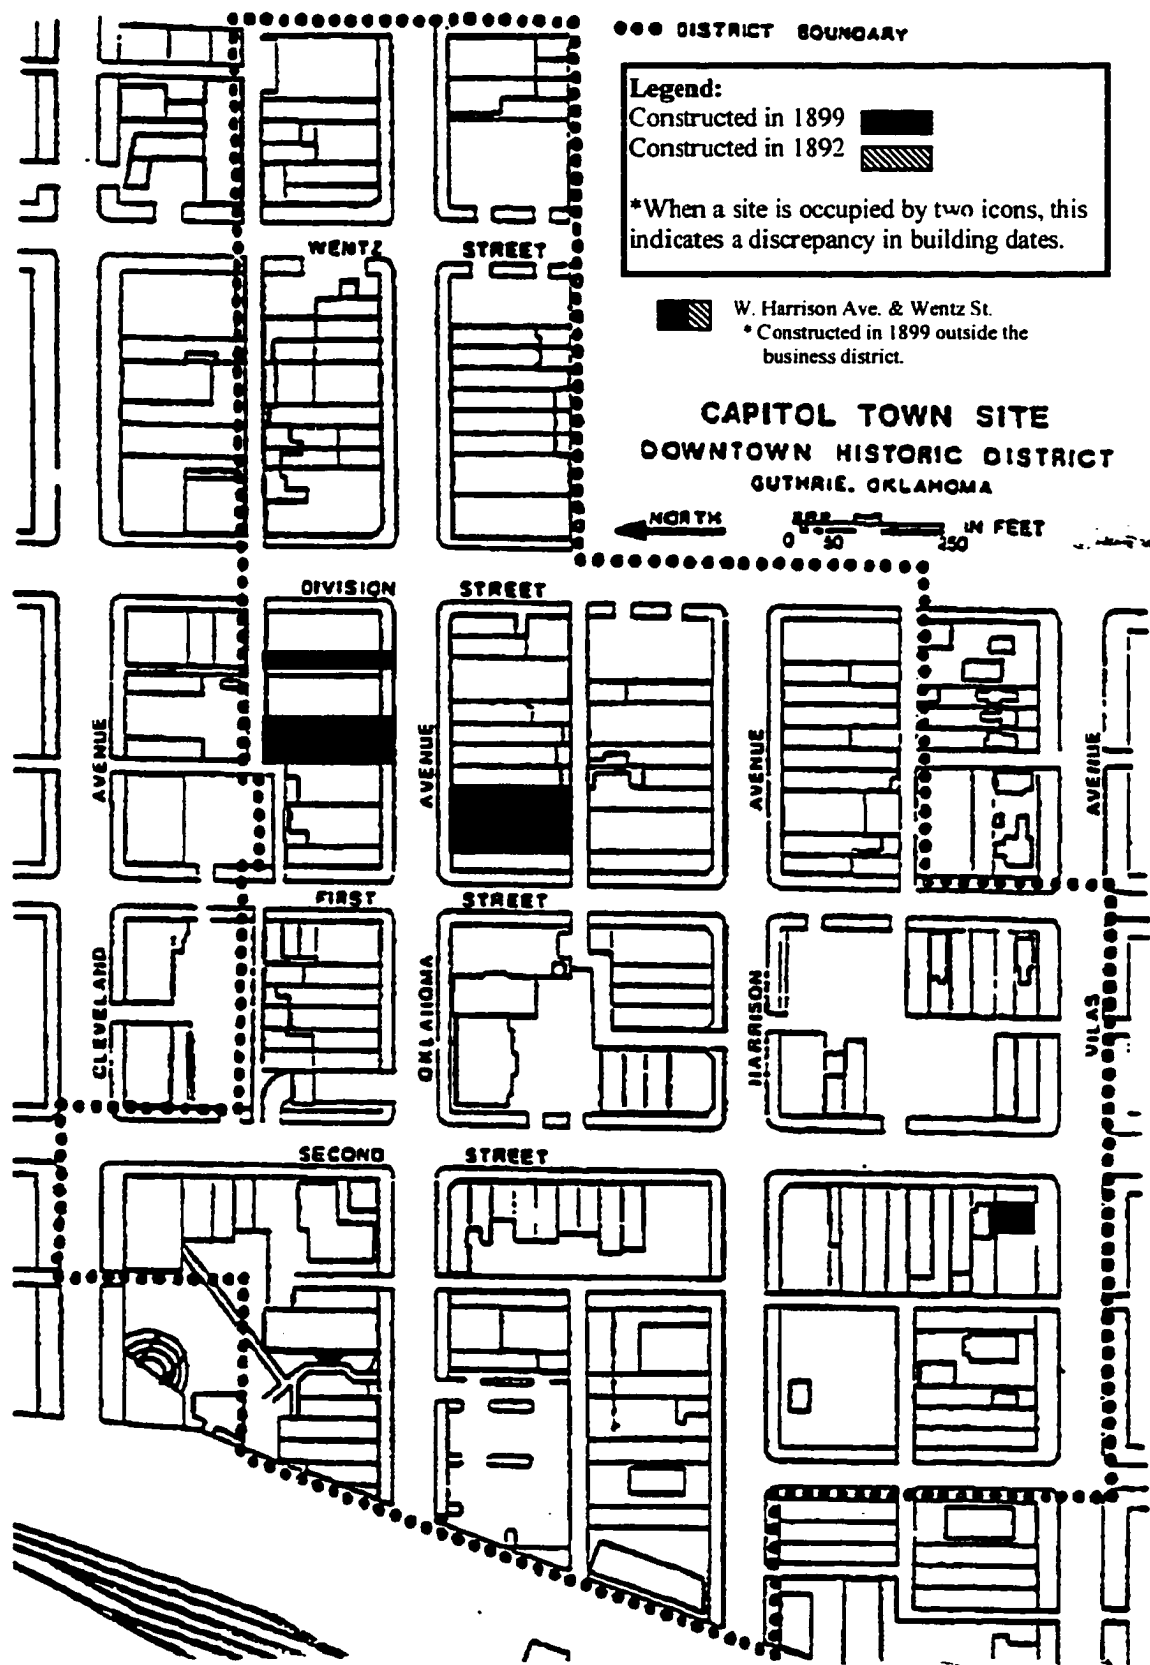 DISTRICT BOUNDARY
Legend:
Constructed in 1899
Constructed in 1892
*When a site is occupied by two icons, this
indicates a discrepancy in building dates.
WENTZ STREET
W. Harrison Ave. & Wentz St.
* Constructed in 1899 outside the
business district.
CAPITOL TOWN SITE
DOWNTOWN HISTORIC DISTRICT
GUTHRIE, OKLAHOMA
NORTH
IN FEET
0 50 250
DIVISION STREET
AVENUE
AVENUE
AVENUE
AVENUE
FIRST STREET
CLEVELAND
OKLAHOMA
HARRISON
VILAS
SECOND STREET